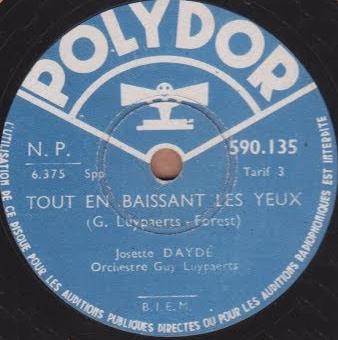 POLYDOR
N. P.
590.135
6.375 Spp
Tarif 3
TOUT EN BAISSANT LES YEUX
(G. Luypaerts - Forest)
Josette DAYDÉ
Orchestre Guy Luypaerts
B.I.E.M.
L'UTILISATION DE CE DISQUE POUR LES AUDITIONS PUBLIQUES DIRECTES OU POUR LES AUDITIONS RADIOPHONIQUES EST INTERDITE